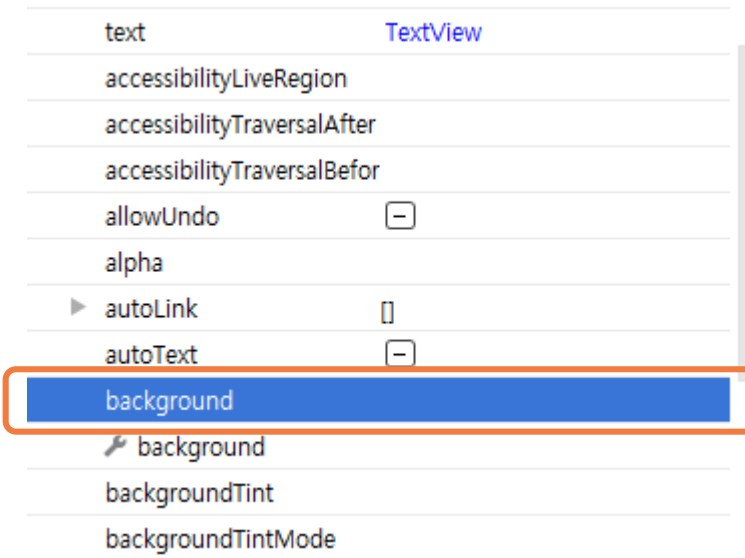 text TextView
accessibilityLiveRegion
accessibilityTraversalAfter
accessibilityTraversalBefor
allowUndo
alpha
autoLink []
autoText
background
background
backgroundTint
backgroundTintMode